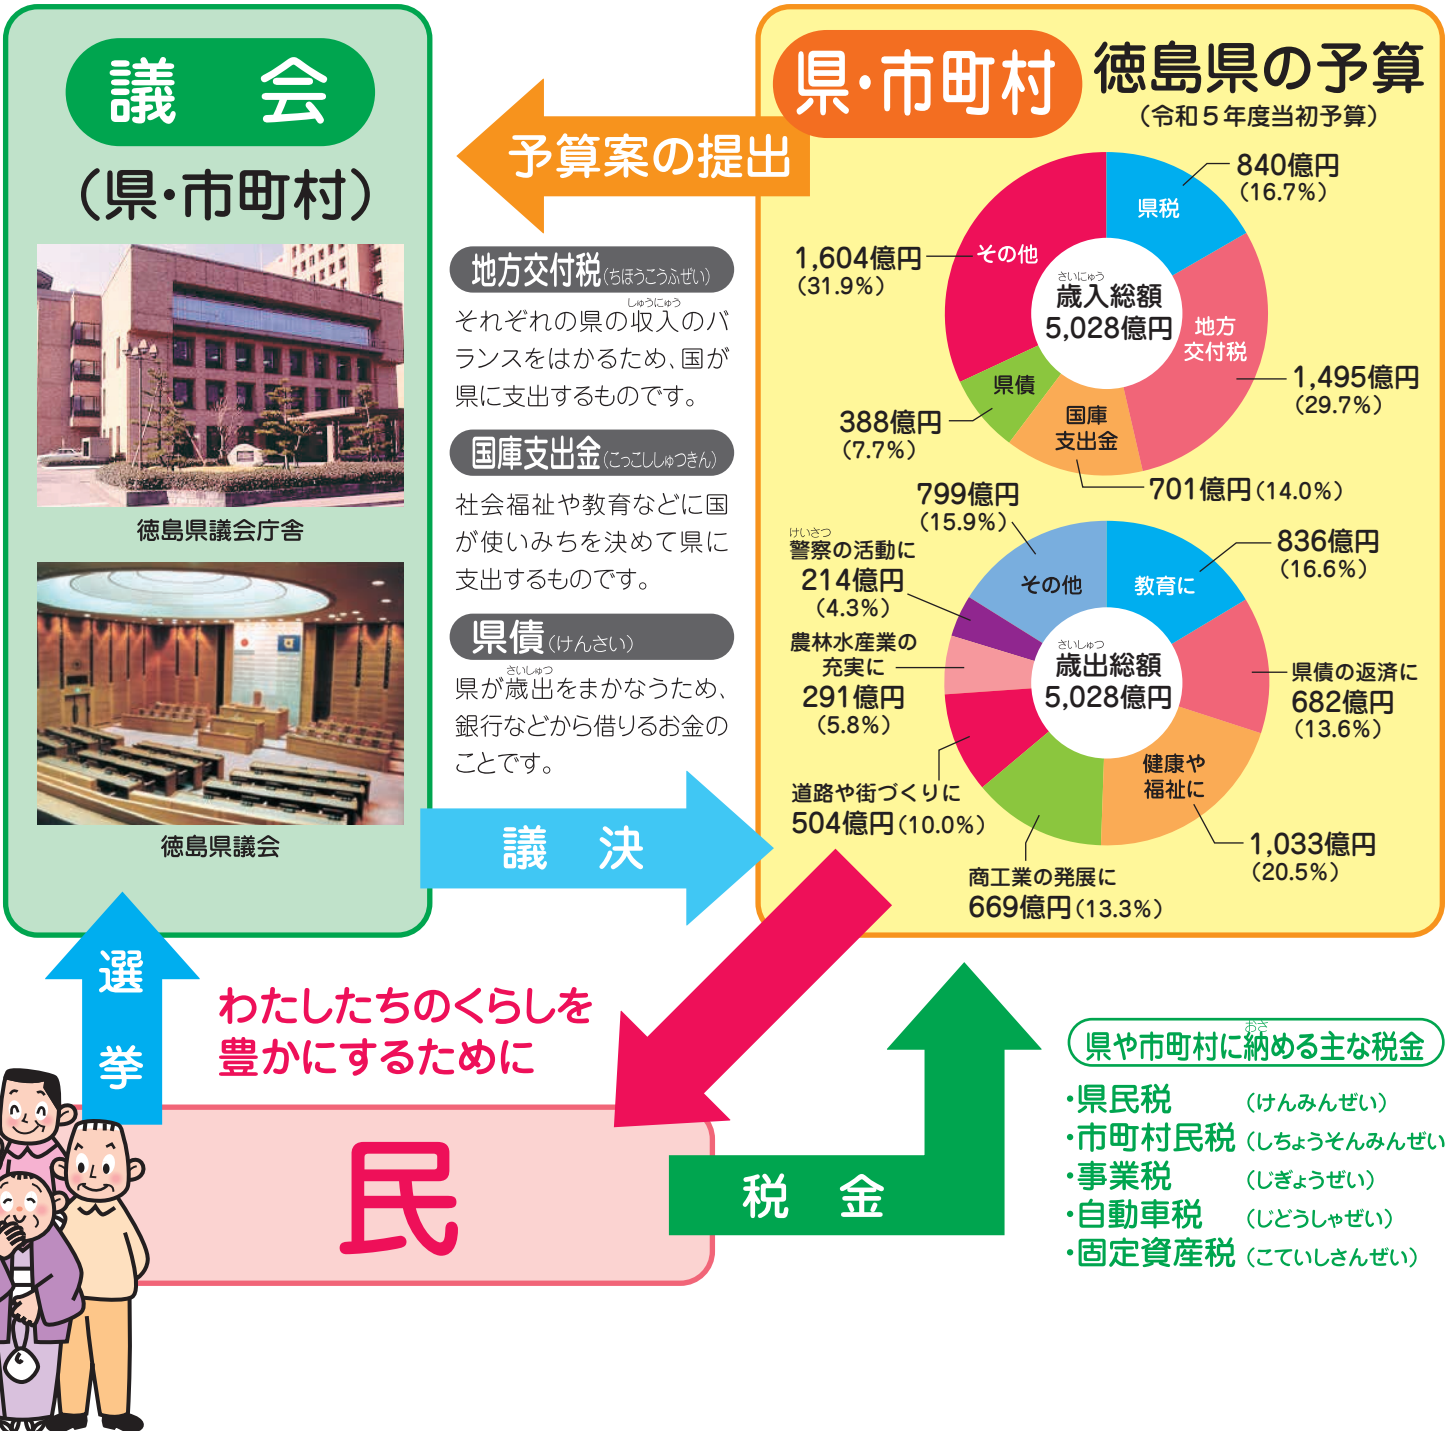 議 会
（県・市町村）
徳島県議会庁舎
徳島県議会
予算案の提出
地方交付税（ちほうこうふぜい）
しゅうにゅう
それぞれの県の収入のバ
ランスをはかるため、国が
県に支出するものです。
国庫支出金（こっこししゅつきん）
社会福祉や教育などに国
が使いみちを決めて県に
支出するものです。
県債（けんさい）
さいしゅつ
県が歳出をまかなうため、
銀行などから借りるお金の
ことです。
議 決
県・市町村
徳島県の予算
（令和５年度当初予算）
840億円
（16.7%）
県税
1,604億円
（31.9%）
その他
さいにゅう
歳入総額
5,028億円
地方
交付税
1,495億円
（29.7%）
県債
388億円
（7.7%）
国庫
支出金
701億円（14.0%）
799億円
（15.9%）
その他
けいさつ
警察の活動に
214億円
（4.3%）
教育に
836億円
（16.6%）
農林水産業の
充実に
291億円
（5.8%）
さいしゅつ
歳出総額
5,028億円
県債の返済に
682億円
（13.6%）
健康や
福祉に
1,033億円
（20.5%）
道路や街づくりに
504億円（10.0%）
商工業の発展に
669億円（13.3%）
選
挙
わたしたちのくらしを
豊かにするために
民
税 金
おさ
県や市町村に納める主な税金
・県民税 （けんみんぜい）
・市町村民税（しちょうそんみんぜい
・事業税 （じぎょうぜい）
・自動車税 （じどうしゃぜい）
・固定資産税（こていしさんぜい）